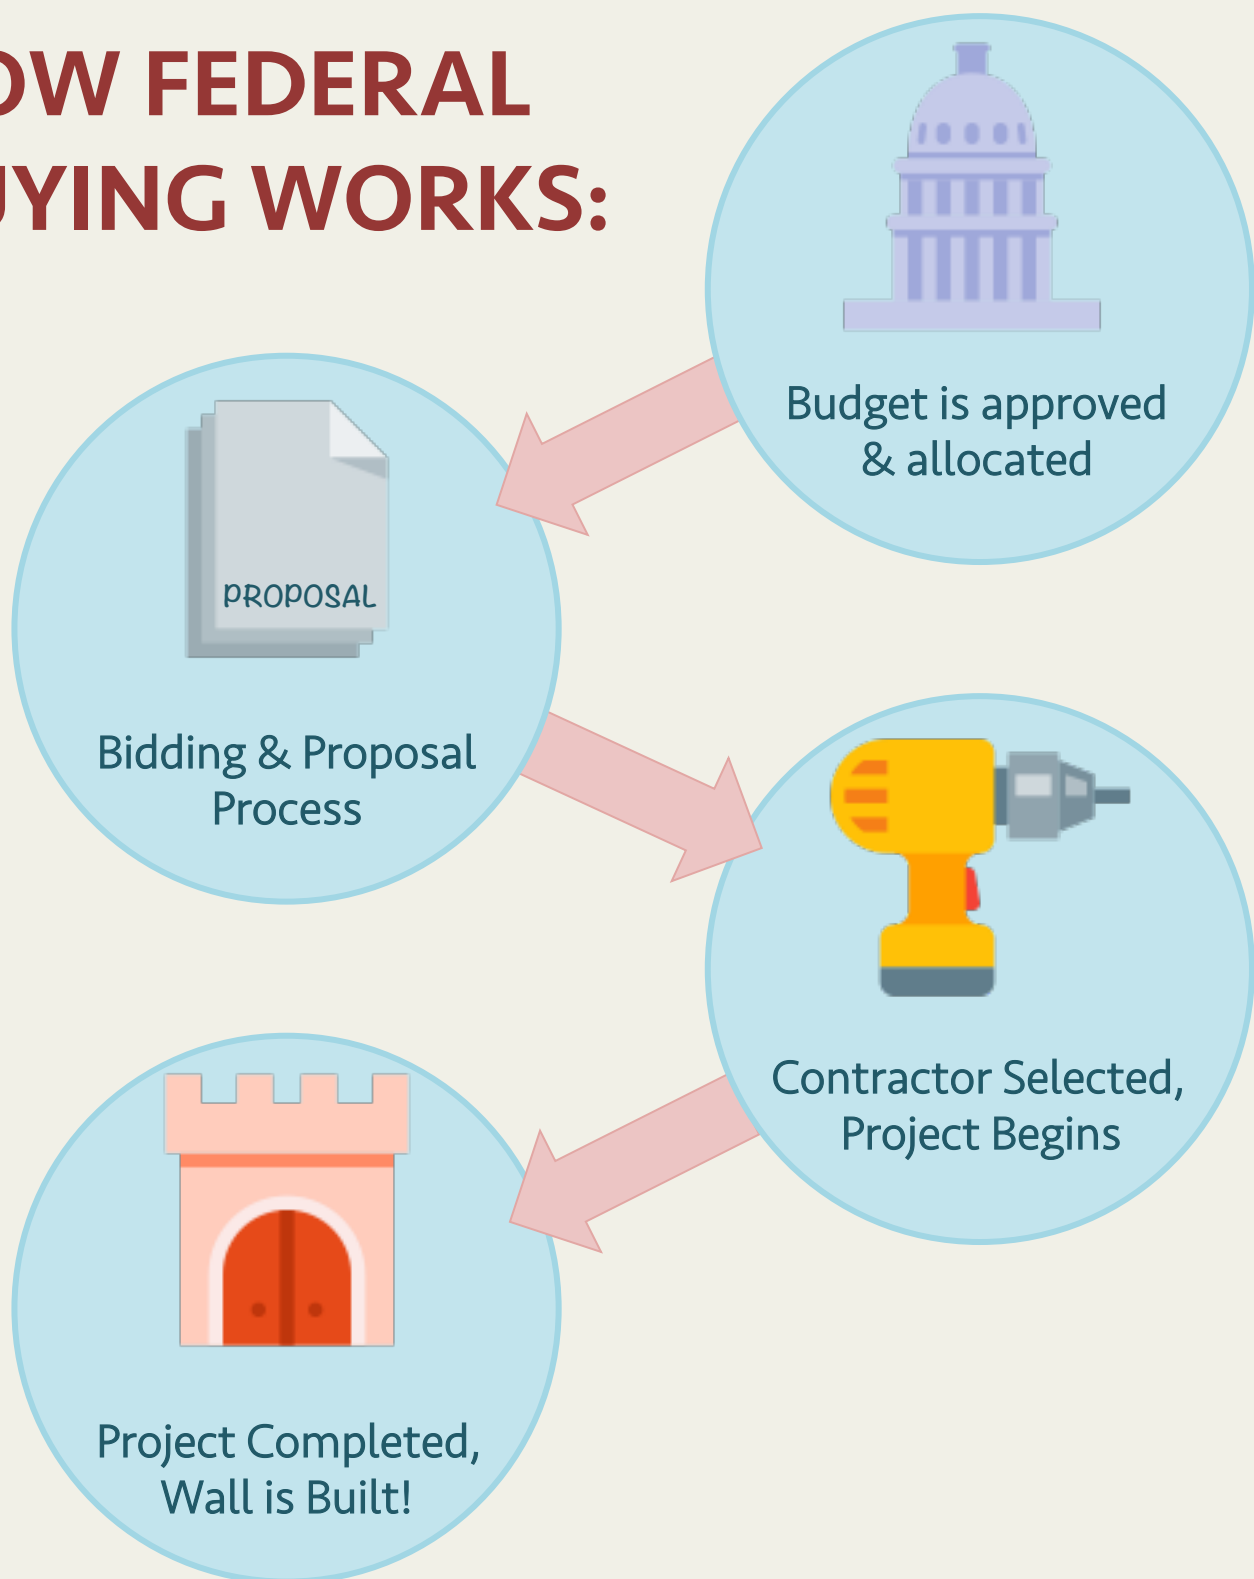 OW FEDERAL
UYING WORKS:
Budget is approved
& allocated
PROPOSAL
Bidding & Proposal
Process
Contractor Selected,
Project Begins
Project Completed,
Wall is Built!